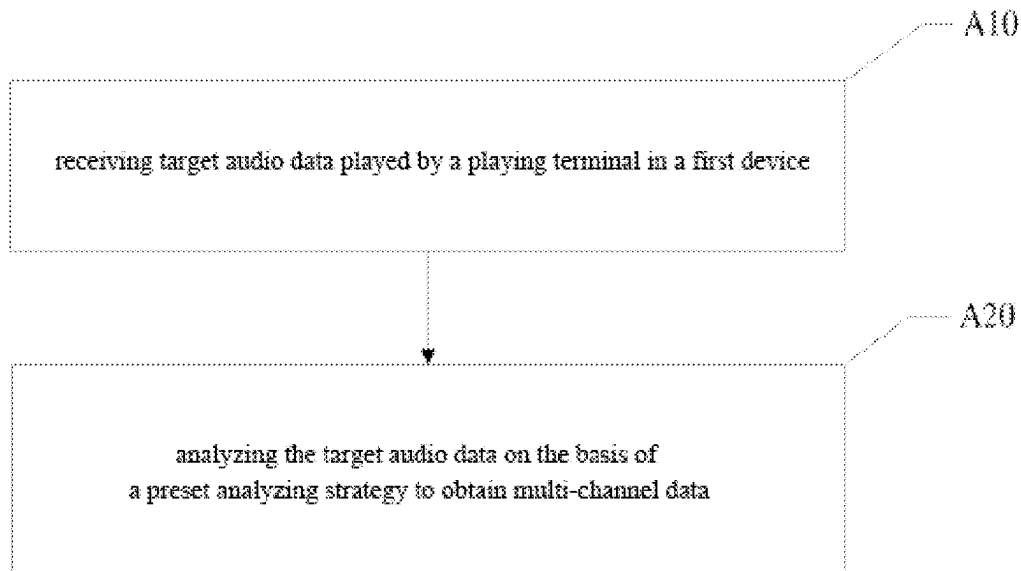 A10
receiving target audio data played by a playing terminal in a first device
A20
analyzing the target audio data on the basis of
a preset analyzing strategy to obtain multi-channel data